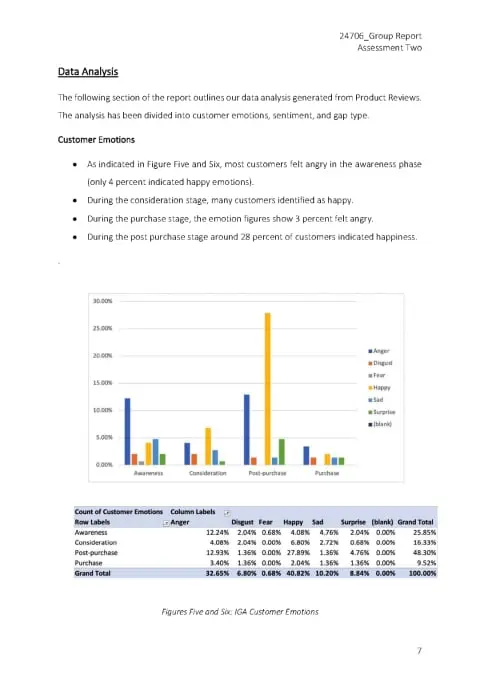 24706_Group Report
Assessment Two
Data Analysis
The following section of the report outlines our data analysis generated from Product Reviews.
The analysis has been divided into customer emotions, sentiment, and gap type.
Customer Emotions
• As indicated in Figure Five and Six, most customers felt angry in the awareness phase
(only 4 percent indicated happy emotions).
• During the consideration stage, many customers identified as happy.
• During the purchase stage, the emotion figures show 3 percent felt angry.
• During the post purchase stage around 28 percent of customers indicated happiness.
.
30.00%
25.00%
20.00%
15.00%
10.00%
5.00%
0.00%
Awareness Consideration Post-purchase Purchase
Anger
Disgust
Fear
Happy
Sad
Surprise
(blank)
Count of Customer Emotions Column Labels
Row Labels Anger Disgust Fear Happy Sad Surprise (blank) Grand Total
Awareness 12.24% 2.04% 0.68% 4.08% 4.76% 2.04% 0.00% 25.85%
Consideration 4.08% 2.04% 0.00% 6.80% 2.72% 0.68% 0.00% 16.33%
Post-purchase 12.93% 1.36% 0.00% 27.89% 1.36% 4.76% 0.00% 48.30%
Purchase 3.40% 1.36% 0.00% 2.04% 1.36% 1.36% 0.00% 9.52%
Grand Total 32.65% 6.80% 0.68% 40.82% 10.20% 8.84% 0.00% 100.00%
Figures Five and Six: IGA Customer Emotions
7